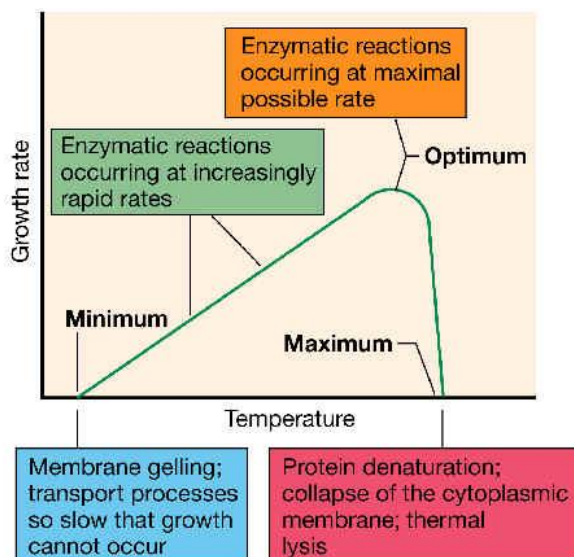 Enzymatic reactions
occurring at maximal
possible rate
Enzymatic reactions
occurring at increasingly
rapid rates
Optimum
Growth rate
Minimum
Maximum
Temperature
Membrane gelling;
transport processes
so slow that growth
cannot occur
Protein denaturation;
collapse of the cytoplasmic
membrane; thermal
lysis